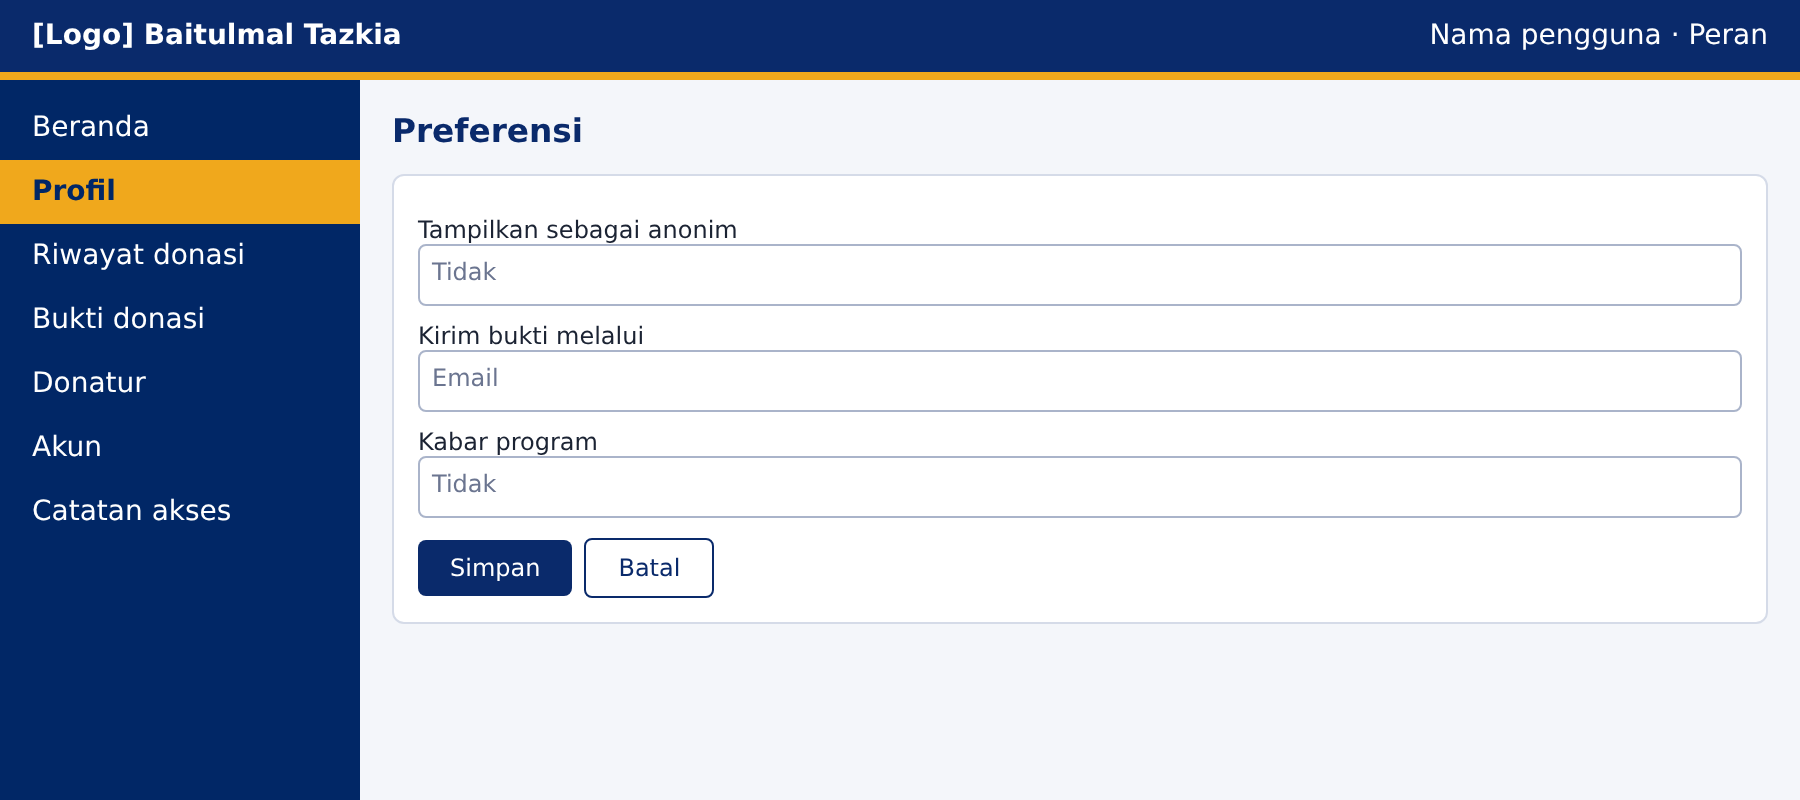 [Logo] Baitulmal Tazkia
Nama pengguna · Peran
Beranda
Profil
Riwayat donasi
Bukti donasi
Donatur
Akun
Catatan akses
Preferensi
Tampilkan sebagai anonim
Tidak
Kirim bukti melalui
Email
Kabar program
Tidak
Simpan
Batal